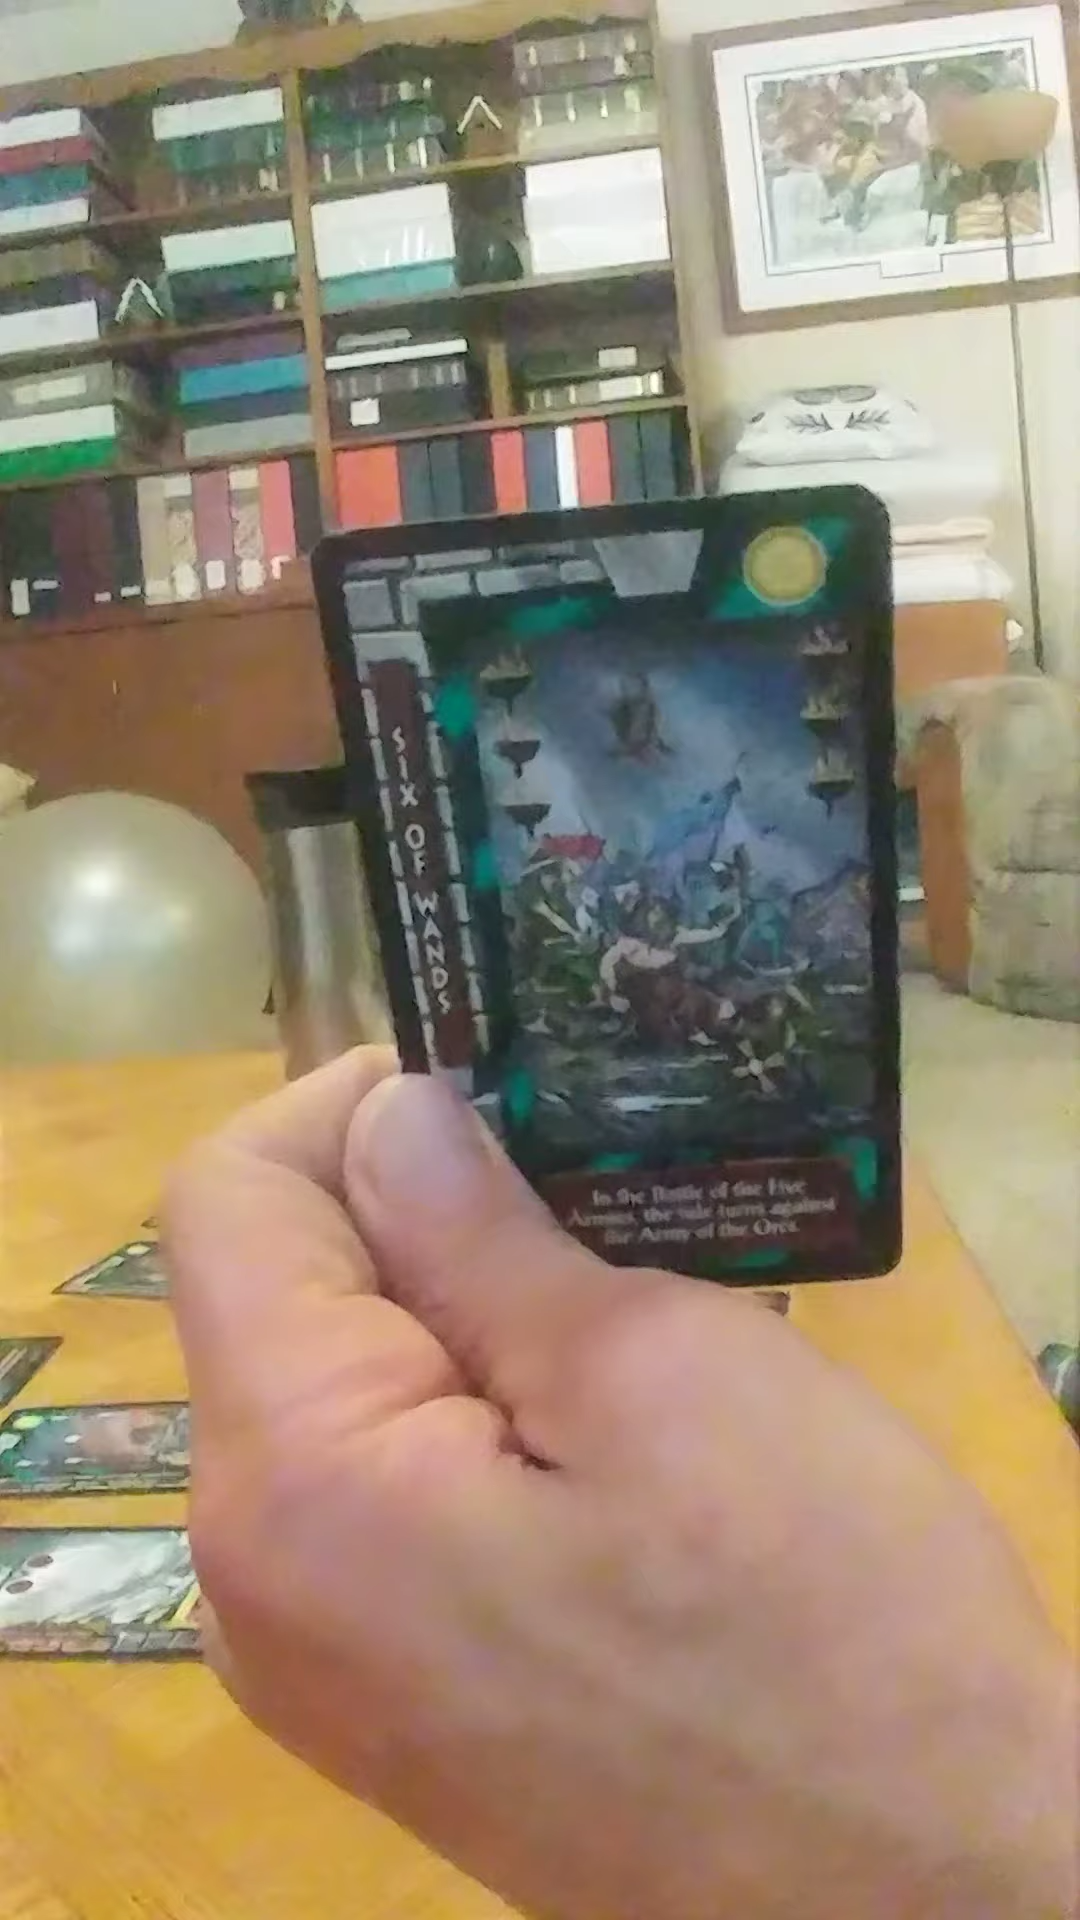 SIX OF WANDS
In the Battle of the Five
Armies, the tide turns against
the Army of the Orcs.